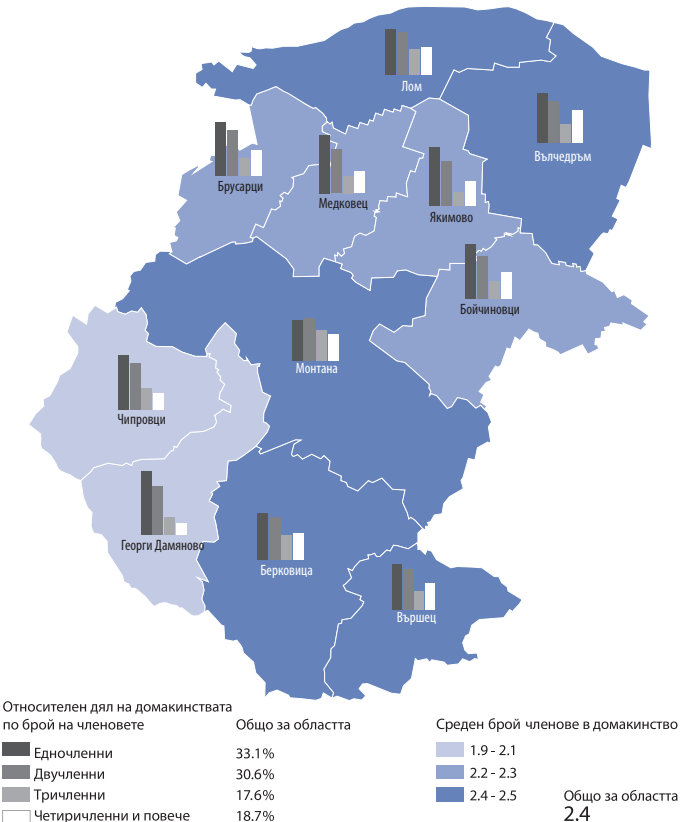 Лом
Вълчедръм
Брусарци
Медковец
Якимово
Бойчиновци
Монтана
Чипровци
Георги Дамяново
Берковица
Вършец
Относителен дял на домакинствата
по брой на членовете
Общо за областта
Едночленни 33.1%
Двучленни 30.6%
Тричленни 17.6%
Четиричленни и повече 18.7%
Среден брой членове в домакинство
1.9 - 2.1
2.2 - 2.3
2.4 - 2.5
Общо за областта
2.4